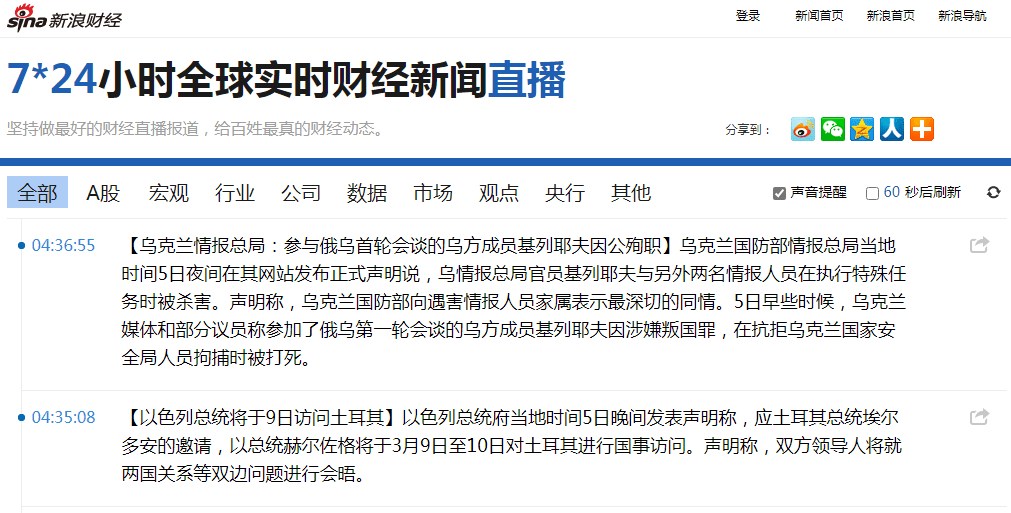 sina新浪财经
登录 新闻首页 新浪首页 新浪导航
7*24小时全球实时财经新闻直播
坚持做最好的财经直播报道，给百姓最真的财经动态。
分享到：
全部 A股 宏观 行业 公司 数据 市场 观点 央行 其他 声音提醒 60 秒后刷新
04:36:55 【乌克兰情报总局：参与俄乌首轮会谈的乌方成员基列耶夫因公殉职】乌克兰国防部情报总局当地
时间5日夜间在其网站发布正式声明说，乌情报总局官员基列耶夫与另外两名情报人员在执行特殊任
务时被杀害。声明称，乌克兰国防部向遇害情报人员家属表示最深切的同情。5日早些时候，乌克兰
媒体和部分议员称参加了俄乌第一轮会谈的乌方成员基列耶夫因涉嫌叛国罪，在抗拒乌克兰国家安
全局人员拘捕时被打死。
04:35:08 【以色列总统将于9日访问土耳其】以色列总统府当地时间5日晚间发表声明称，应土耳其总统埃尔
多安的邀请，以总统赫尔佐格将于3月9日至10日对土耳其进行国事访问。声明称，双方领导人将就
两国关系等双边问题进行会晤。